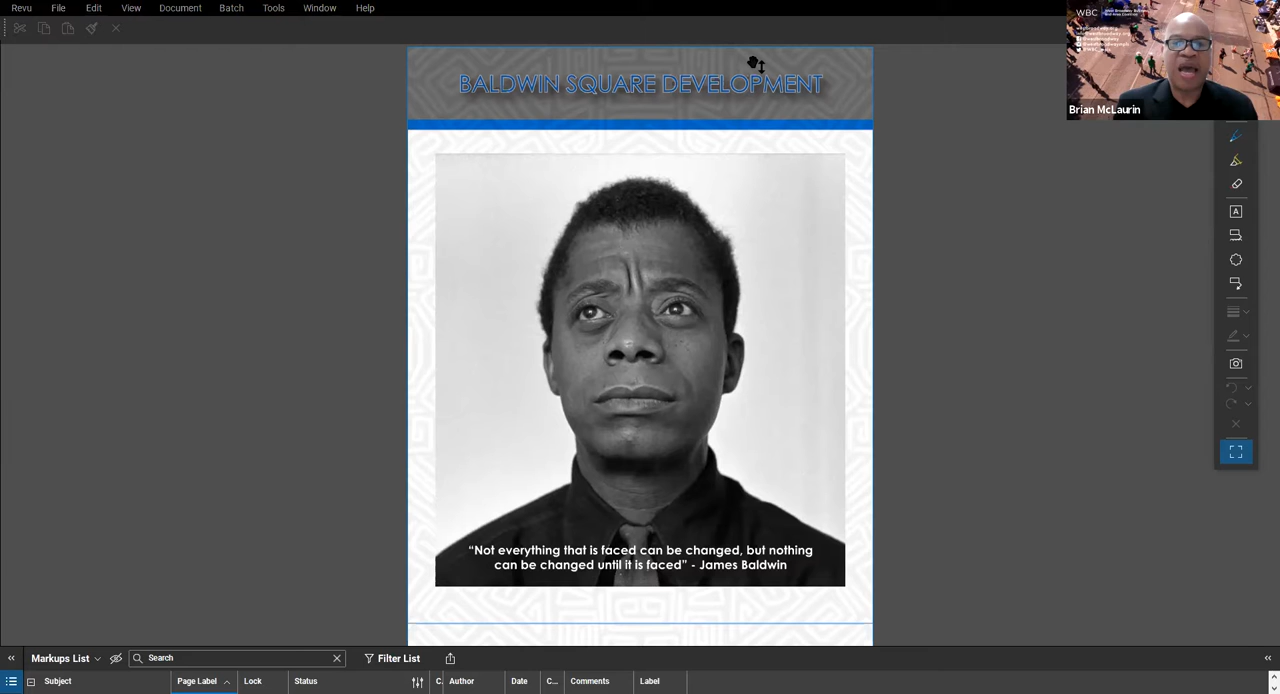 Revu File Edit View Document Batch Tools Window Help
WBC
BALDWIN SQUARE DEVELOPMENT
Brian McLaurin
A
“Not everything that is faced can be changed, but nothing
can be changed until it is faced” - James Baldwin
Markups List Search Filter List
Subject Page Label Lock Status C. Author Date C... Comments Label